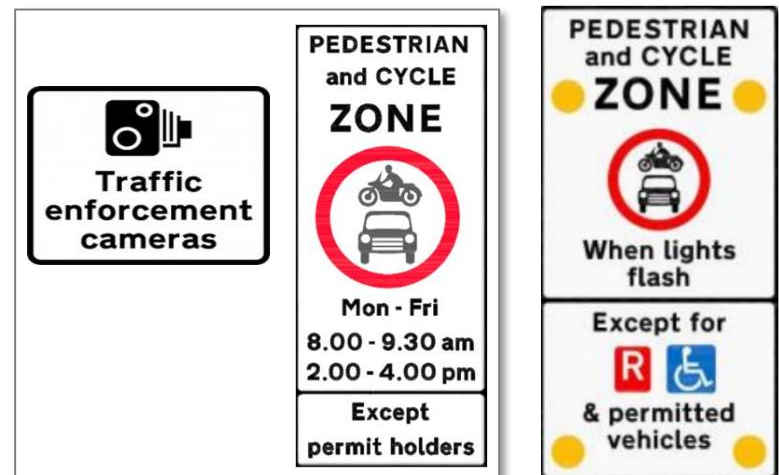 Traffic
enforcement
cameras
PEDESTRIAN
and CYCLE
ZONE
Mon - Fri
8.00 - 9.30 am
2.00 - 4.00 pm
Except
permit holders
PEDESTRIAN
and CYCLE
ZONE
When lights
flash
Except for
R
& permitted
vehicles